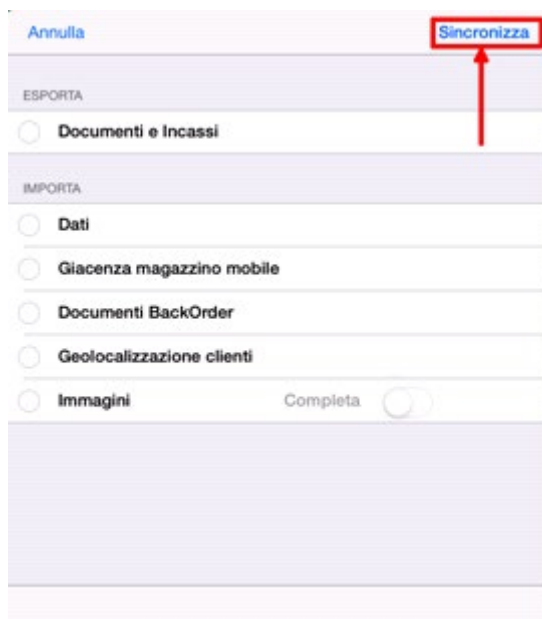 Annulla Sincronizza
ESPORTA
Documenti e Incassi
IMPORTA
Dati
Giacenza magazzino mobile
Documenti BackOrder
Geolocalizzazione clienti
Immagini Completa